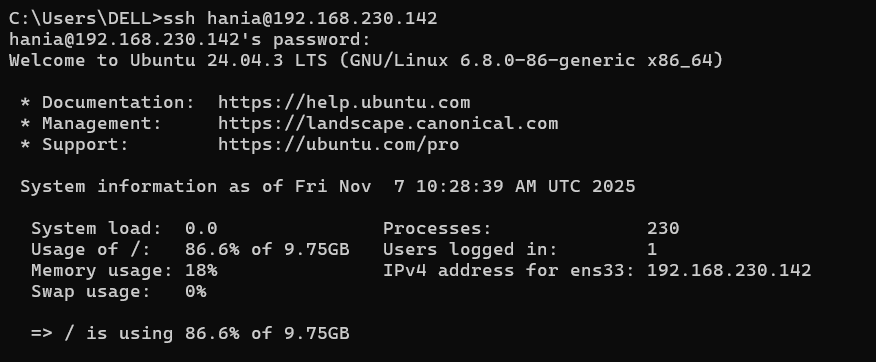 C:\Users\DELL>ssh hania@192.168.230.142
hania@192.168.230.142's password:
Welcome to Ubuntu 24.04.3 LTS (GNU/Linux 6.8.0-86-generic x86_64)

 * Documentation:  https://help.ubuntu.com
 * Management:     https://landscape.canonical.com
 * Support:        https://ubuntu.com/pro

 System information as of Fri Nov  7 10:28:39 AM UTC 2025

  System load:  0.0               Processes:              230
  Usage of /:   86.6% of 9.75GB   Users logged in:        1
  Memory usage: 18%               IPv4 address for ens33: 192.168.230.142
  Swap usage:   0%

  => / is using 86.6% of 9.75GB